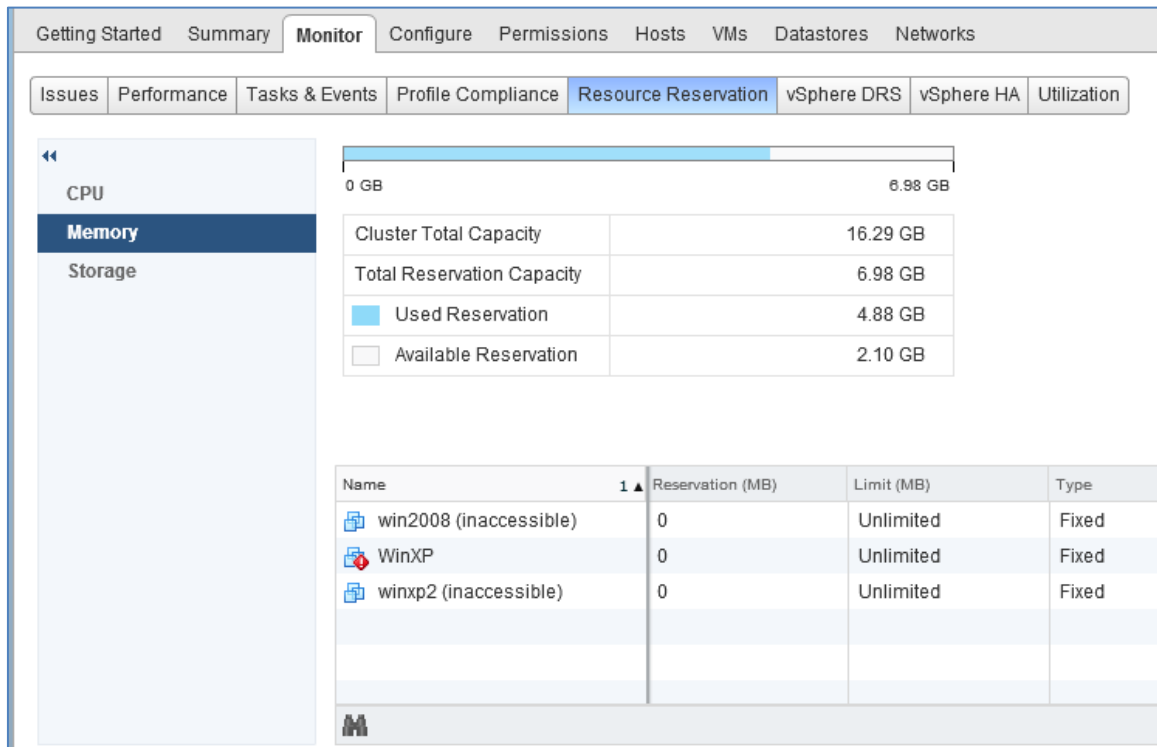 Getting Started Summary Monitor Configure Permissions Hosts VMs Datastores Networks
Issues Performance Tasks & Events Profile Compliance Resource Reservation vSphere DRS vSphere HA Utilization
CPU
Memory
Storage
0 GB 6.98 GB
Cluster Total Capacity 16.29 GB
Total Reservation Capacity 6.98 GB
Used Reservation 4.88 GB
Available Reservation 2.10 GB
Name 1 ▲ Reservation (MB) Limit (MB) Type
win2008 (inaccessible) 0 Unlimited Fixed
WinXP 0 Unlimited Fixed
winxp2 (inaccessible) 0 Unlimited Fixed